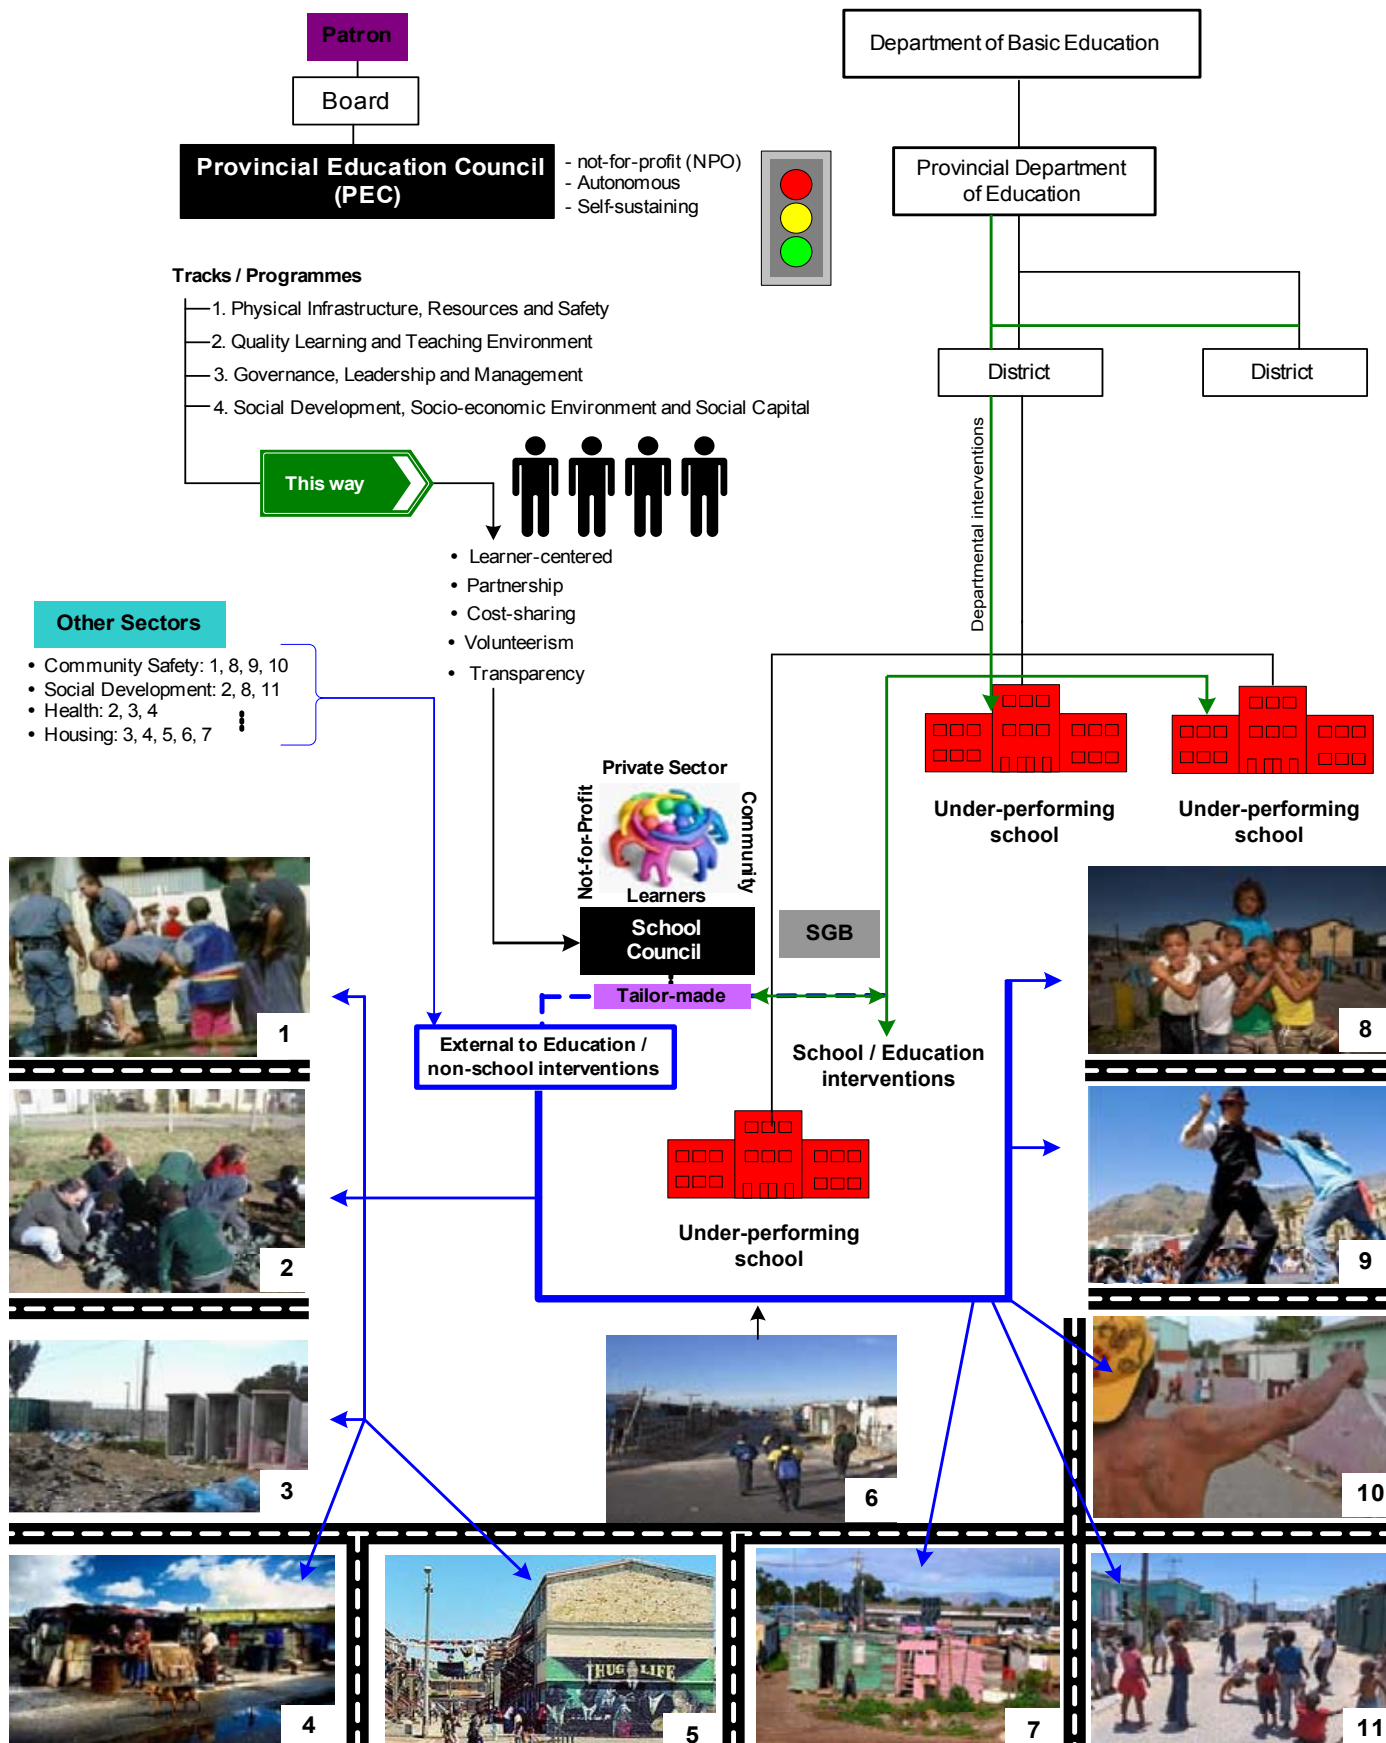 Patron
Board
Provincial Education Council
(PEC)
- not-for-profit (NPO)
- Autonomous
- Self-sustaining
Department of Basic Education
Provincial Department
of Education
District
District
Departmental interventions
Tracks / Programmes
1. Physical Infrastructure, Resources and Safety
2. Quality Learning and Teaching Environment
3. Governance, Leadership and Management
4. Social Development, Socio-economic Environment and Social Capital
This way
• Learner-centered
• Partnership
• Cost-sharing
• Volunteerism
• Transparency
Other Sectors
• Community Safety: 1, 8, 9, 10
• Social Development: 2, 8, 11
• Health: 2, 3, 4
• Housing: 3, 4, 5, 6, 7
Under-performing
school
Under-performing
school
Private Sector
Not-for-Profit
Community
Learners
School
Council
SGB
Tailor-made
External to Education /
non-school interventions
School / Education
interventions
Under-performing
school
1
2
3
4
5
THUG LIFE
6
7
8
9
10
11